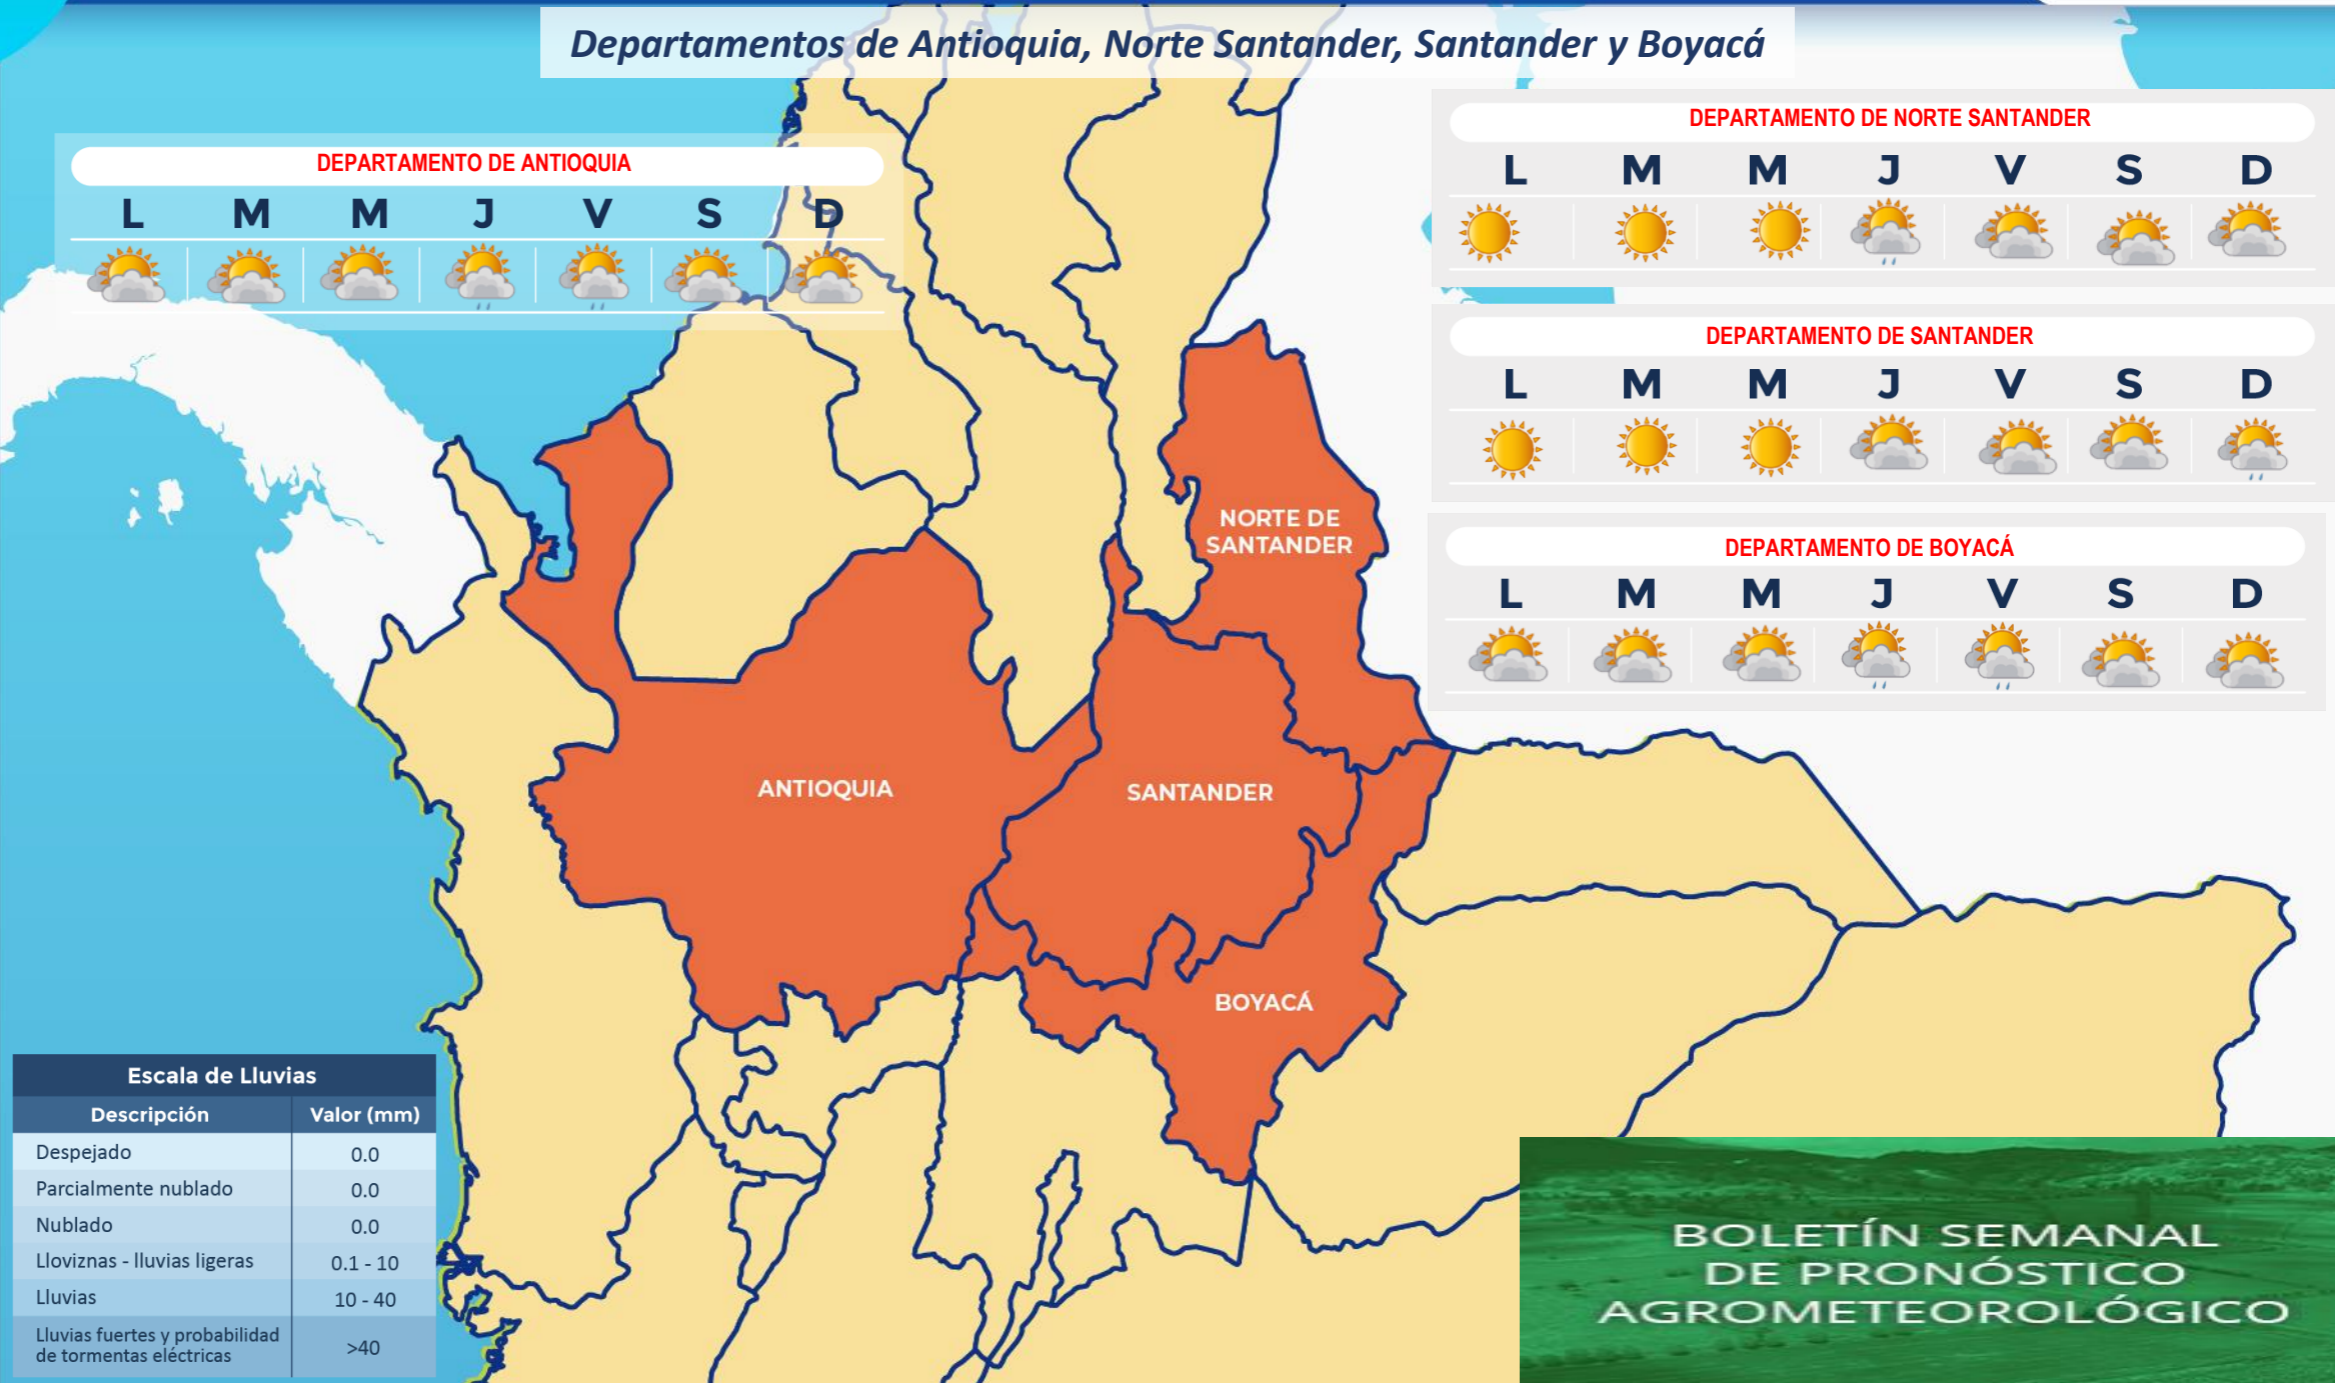 Departamentos de Antioquia, Norte Santander, Santander y Boyacá
DEPARTAMENTO DE ANTIOQUIA
L M M J V S D
DEPARTAMENTO DE NORTE SANTANDER
L M M J V S D
DEPARTAMENTO DE SANTANDER
L M M J V S D
DEPARTAMENTO DE BOYACÁ
L M M J V S D
NORTE DE
SANTANDER
ANTIOQUIA
SANTANDER
BOYACÁ
Escala de Lluvias
Descripción Valor (mm)
Despejado 0.0
Parcialmente nublado 0.0
Nublado 0.0
Lloviznas - lluvias ligeras 0.1 - 10
Lluvias 10 - 40
Lluvias fuertes y probabilidad
de tormentas eléctricas >40
BOLETÍN SEMANAL
DE PRONÓSTICO
AGROMETEOROLÓGICO